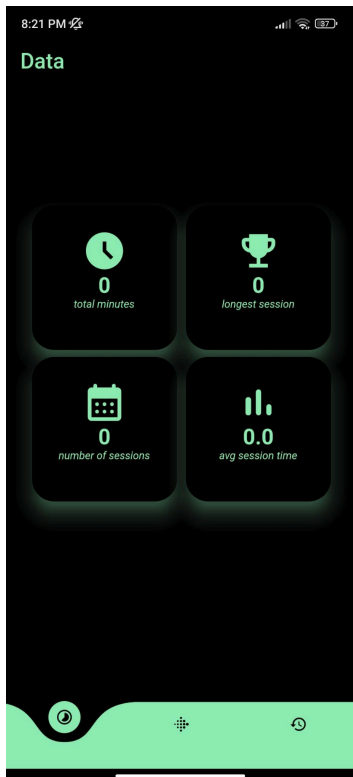 8:21 PM
37
Data
0
total minutes
0
longest session
0
number of sessions
0.0
avg session time